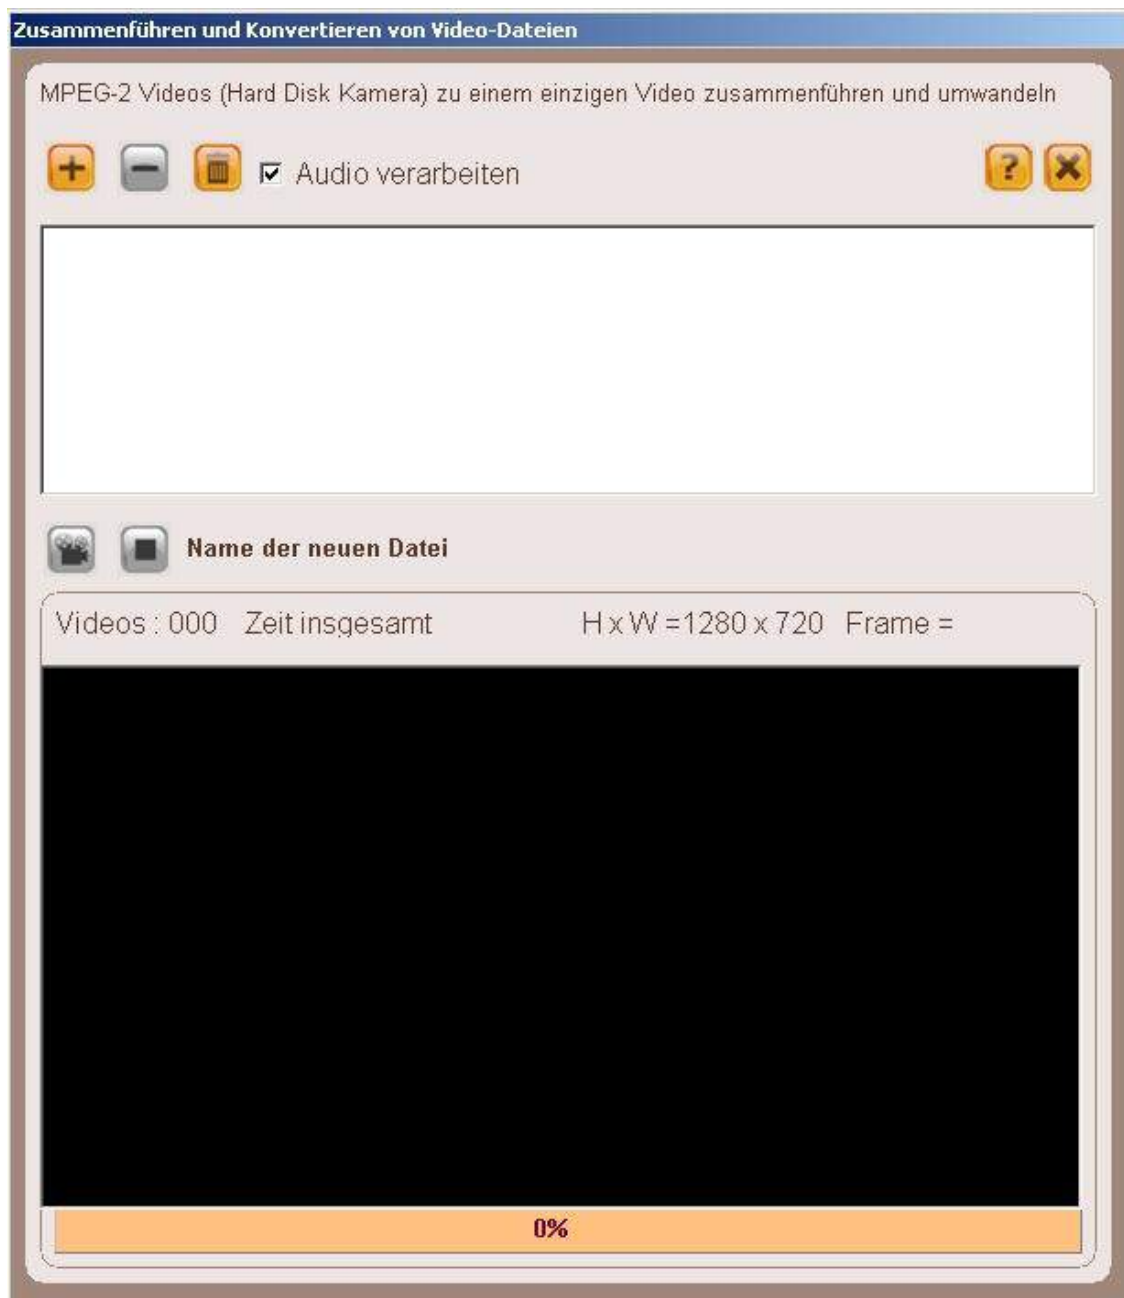 Zusammenführen und Konvertieren von Video-Dateien
MPEG-2 Videos (Hard Disk Kamera) zu einem einzigen Video zusammenführen und umwandeln
Audio verarbeiten
?
Name der neuen Datei
Videos : 000 Zeit insgesamt H x W =1280 x 720 Frame =
0%